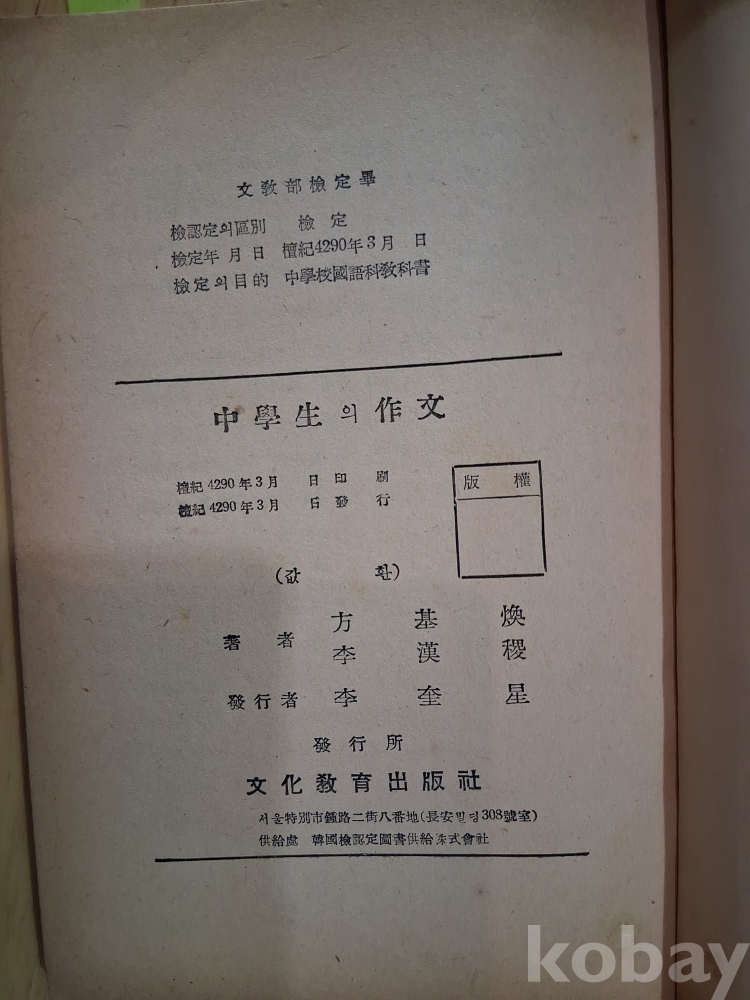 文敎部檢定畢
檢認定의區別 檢定
檢定年月日 檀紀4290年3月 日
檢定의目的 中學校國語科敎科書
中學生의作文
檀紀4290年3月 日印刷
檀紀4290年3月 日發行
版權
(값 환)
著者 方基煥
李漢稷
發行者 李奎星
發行所
文化敎育出版社
서울特別市鍾路二街八番地(長安삘딩308號室)
供給處 韓國檢認定圖書供給株式會社
kobay